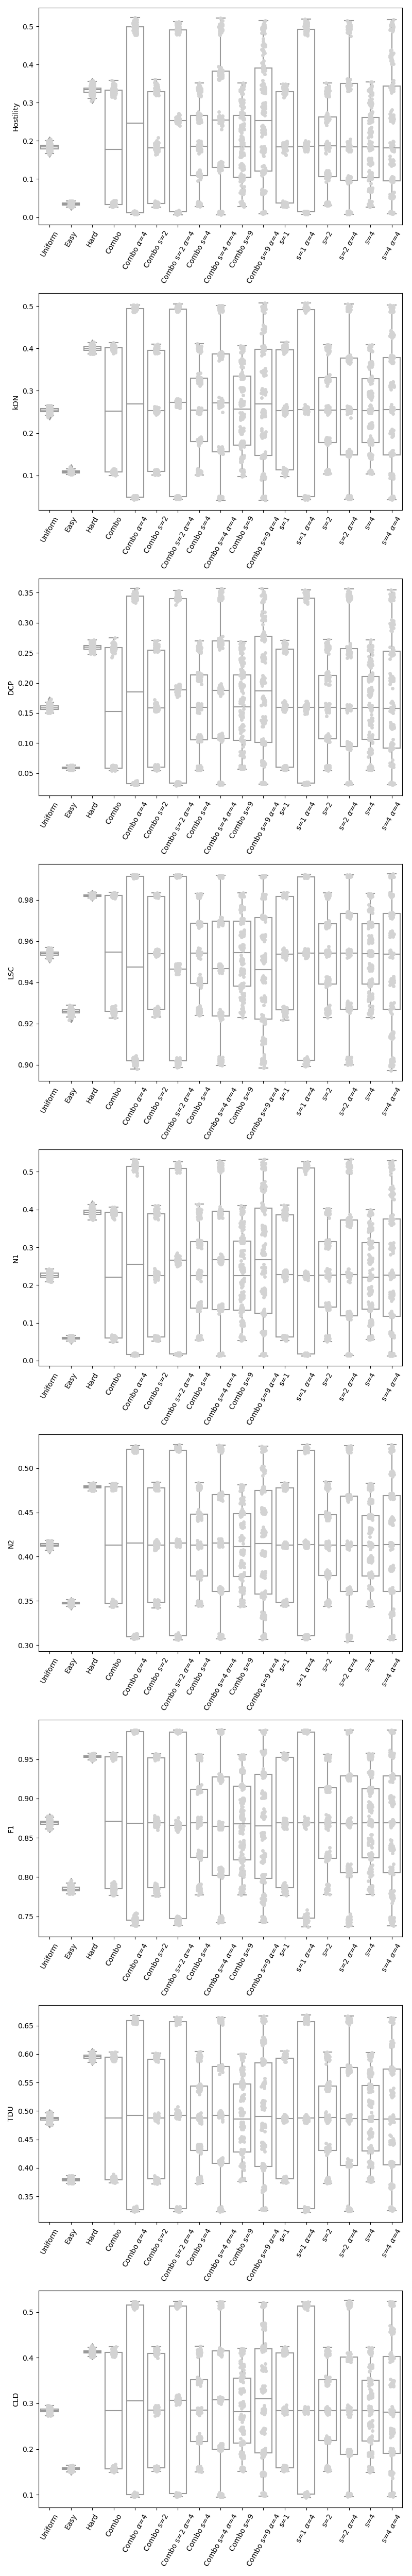 Hostility
0.5
0.4
0.3
0.2
0.1
0.0
Uniform
Easy
Hard
Combo
Combo α=4
Combo s=2
Combo s=2 α=4
Combo s=4
Combo s=4 α=4
Combo s=9
Combo s=9 α=4
s=1
s=1 α=4
s=2
s=2 α=4
s=4
s=4 α=4
kDN
0.5
0.4
0.3
0.2
0.1
Uniform
Easy
Hard
Combo
Combo α=4
Combo s=2
Combo s=2 α=4
Combo s=4
Combo s=4 α=4
Combo s=9
Combo s=9 α=4
s=1
s=1 α=4
s=2
s=2 α=4
s=4
s=4 α=4
DCP
0.35
0.30
0.25
0.20
0.15
0.10
0.05
Uniform
Easy
Hard
Combo
Combo α=4
Combo s=2
Combo s=2 α=4
Combo s=4
Combo s=4 α=4
Combo s=9
Combo s=9 α=4
s=1
s=1 α=4
s=2
s=2 α=4
s=4
s=4 α=4
LSC
0.98
0.96
0.94
0.92
0.90
Uniform
Easy
Hard
Combo
Combo α=4
Combo s=2
Combo s=2 α=4
Combo s=4
Combo s=4 α=4
Combo s=9
Combo s=9 α=4
s=1
s=1 α=4
s=2
s=2 α=4
s=4
s=4 α=4
N1
0.5
0.4
0.3
0.2
0.1
0.0
Uniform
Easy
Hard
Combo
Combo α=4
Combo s=2
Combo s=2 α=4
Combo s=4
Combo s=4 α=4
Combo s=9
Combo s=9 α=4
s=1
s=1 α=4
s=2
s=2 α=4
s=4
s=4 α=4
N2
0.50
0.45
0.40
0.35
0.30
Uniform
Easy
Hard
Combo
Combo α=4
Combo s=2
Combo s=2 α=4
Combo s=4
Combo s=4 α=4
Combo s=9
Combo s=9 α=4
s=1
s=1 α=4
s=2
s=2 α=4
s=4
s=4 α=4
F1
0.95
0.90
0.85
0.80
0.75
Uniform
Easy
Hard
Combo
Combo α=4
Combo s=2
Combo s=2 α=4
Combo s=4
Combo s=4 α=4
Combo s=9
Combo s=9 α=4
s=1
s=1 α=4
s=2
s=2 α=4
s=4
s=4 α=4
TDU
0.65
0.60
0.55
0.50
0.45
0.40
0.35
Uniform
Easy
Hard
Combo
Combo α=4
Combo s=2
Combo s=2 α=4
Combo s=4
Combo s=4 α=4
Combo s=9
Combo s=9 α=4
s=1
s=1 α=4
s=2
s=2 α=4
s=4
s=4 α=4
CLD
0.5
0.4
0.3
0.2
0.1
Uniform
Easy
Hard
Combo
Combo α=4
Combo s=2
Combo s=2 α=4
Combo s=4
Combo s=4 α=4
Combo s=9
Combo s=9 α=4
s=1
s=1 α=4
s=2
s=2 α=4
s=4
s=4 α=4